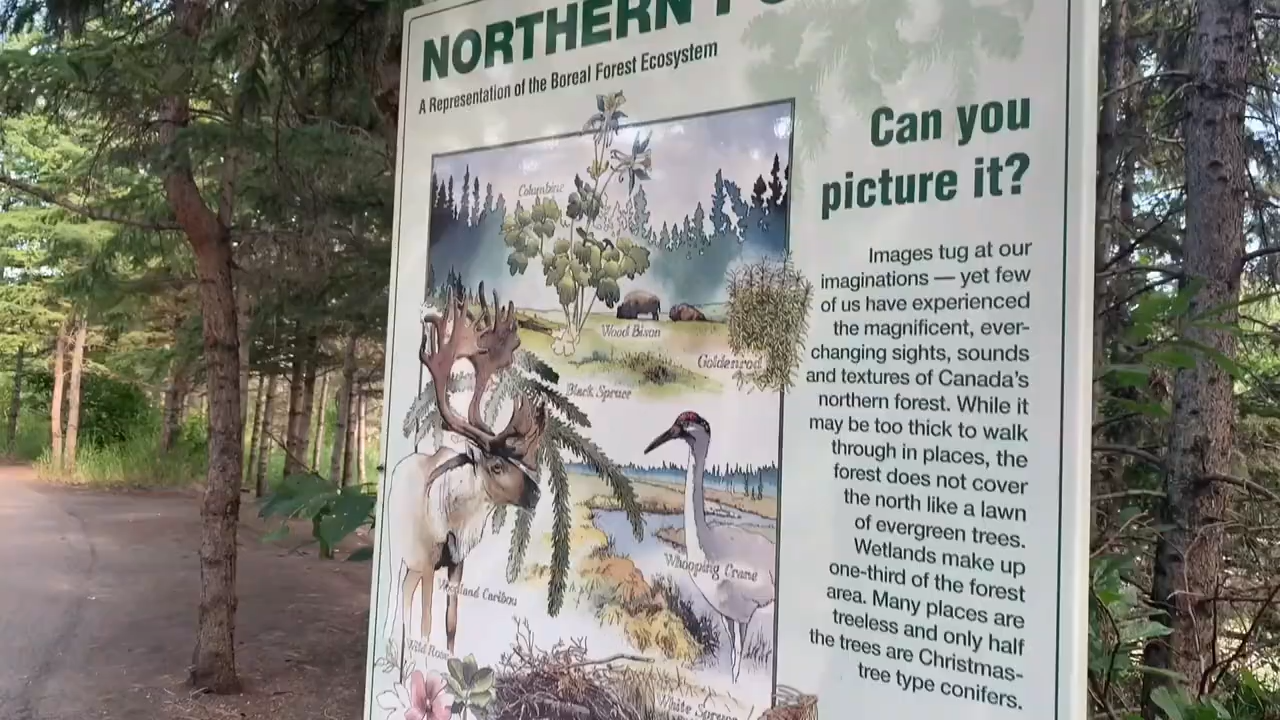 NORTHERN
A Representation of the Boreal Forest Ecosystem
Can you
picture it?
Images tug at our
imaginations — yet few
of us have experienced
the magnificent, ever-
changing sights, sounds
and textures of Canada's
northern forest. While it
may be too thick to walk
through in places, the
forest does not cover
the north like a lawn
of evergreen trees.
Wetlands make up
one-third of the forest
area. Many places are
treeless and only half
the trees are Christmas-
tree type conifers.
Columbine
Wood Bison
Goldenrod
Black Spruce
Whooping Crane
Woodland Caribou
Wild Rose
White Spruce